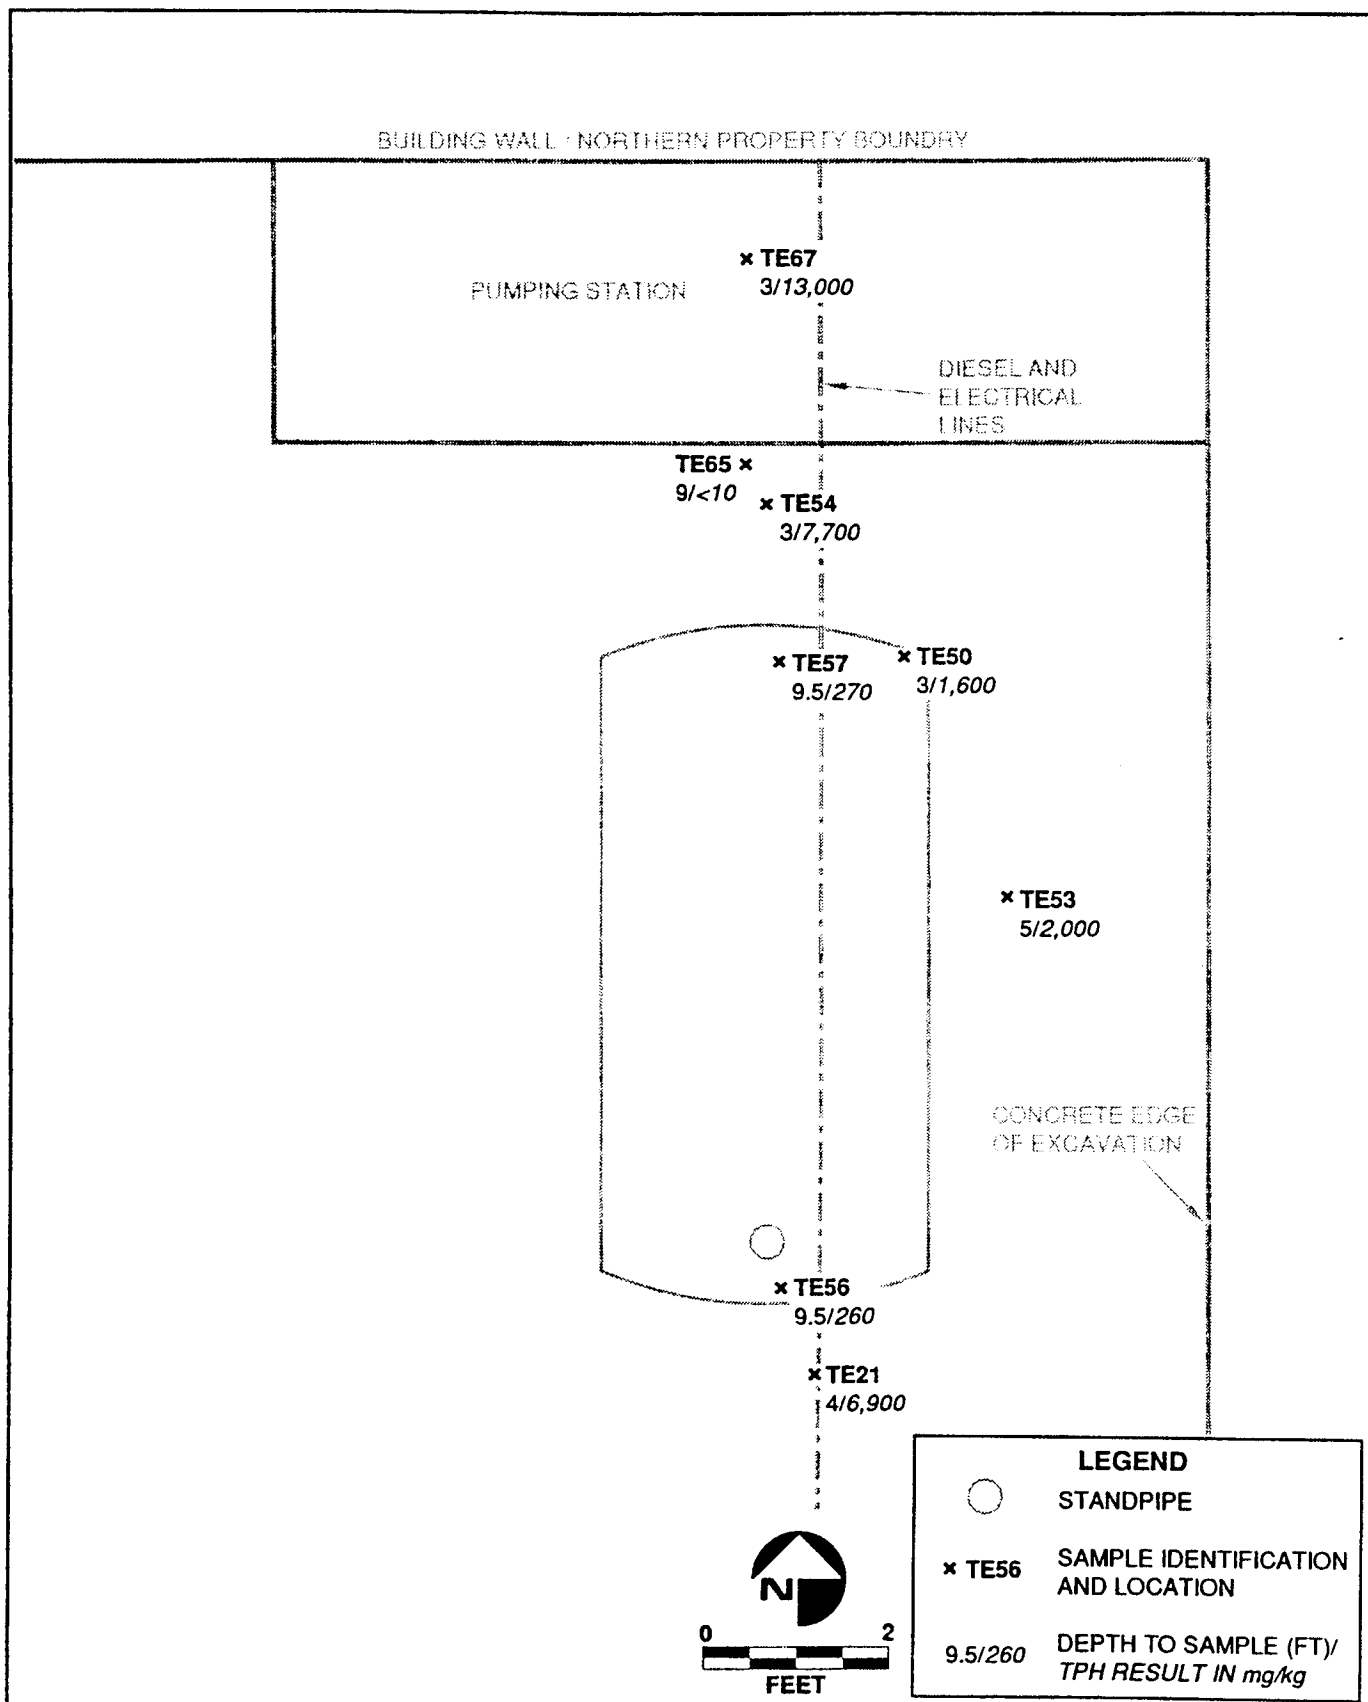 BUILDING WALL - NORTHERN PROPERTY BOUNDRY
× TE67
3/13,000
PUMPING STATION
DIESEL AND
ELECTRICAL
LINES
TE65 ×
9/<10
× TE54
3/7,700
× TE57
9.5/270
× TE50
3/1,600
× TE53
5/2,000
CONCRETE EDGE
OF EXCAVATION
× TE56
9.5/260
× TE21
4/6,900
N
0 2
FEET
LEGEND
STANDPIPE
× TE56 SAMPLE IDENTIFICATION
AND LOCATION
9.5/260 DEPTH TO SAMPLE (FT)/
TPH RESULT IN mg/kg